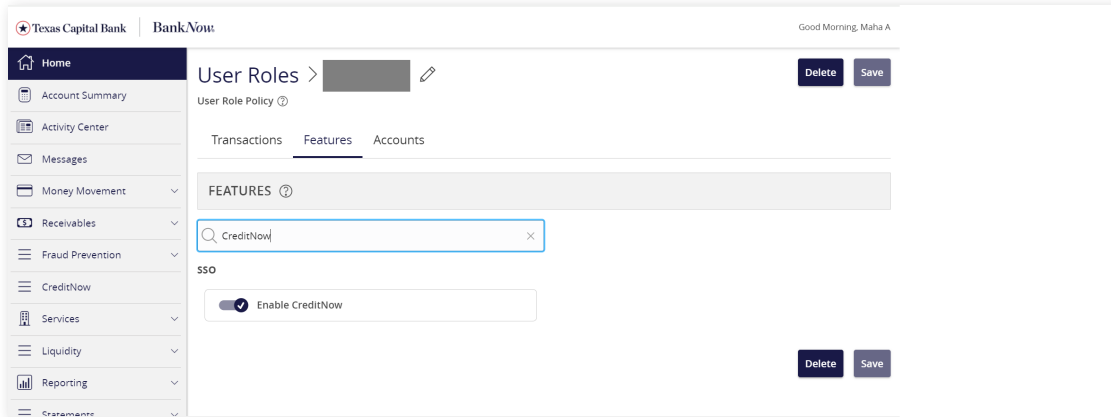 Texas Capital Bank BankNow. Good Morning, Maha A
Home
Account Summary
Activity Center
Messages
Money Movement
Receivables
Fraud Prevention
CreditNow
Services
Liquidity
Reporting
Statements
User Roles >
Delete Save
User Role Policy
Transactions Features Accounts
FEATURES
CreditNow
SSO
Enable CreditNow
Delete Save